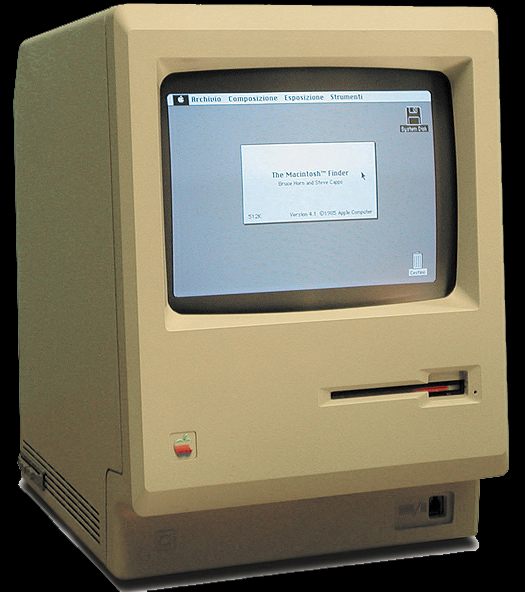 Archivio Composizione Esposizione Strumenti
System Disk
The Macintosh™ Finder
Bruce Horn and Steve Capps
512K Version 4.1 ©1985 Apple Computer
Cestino